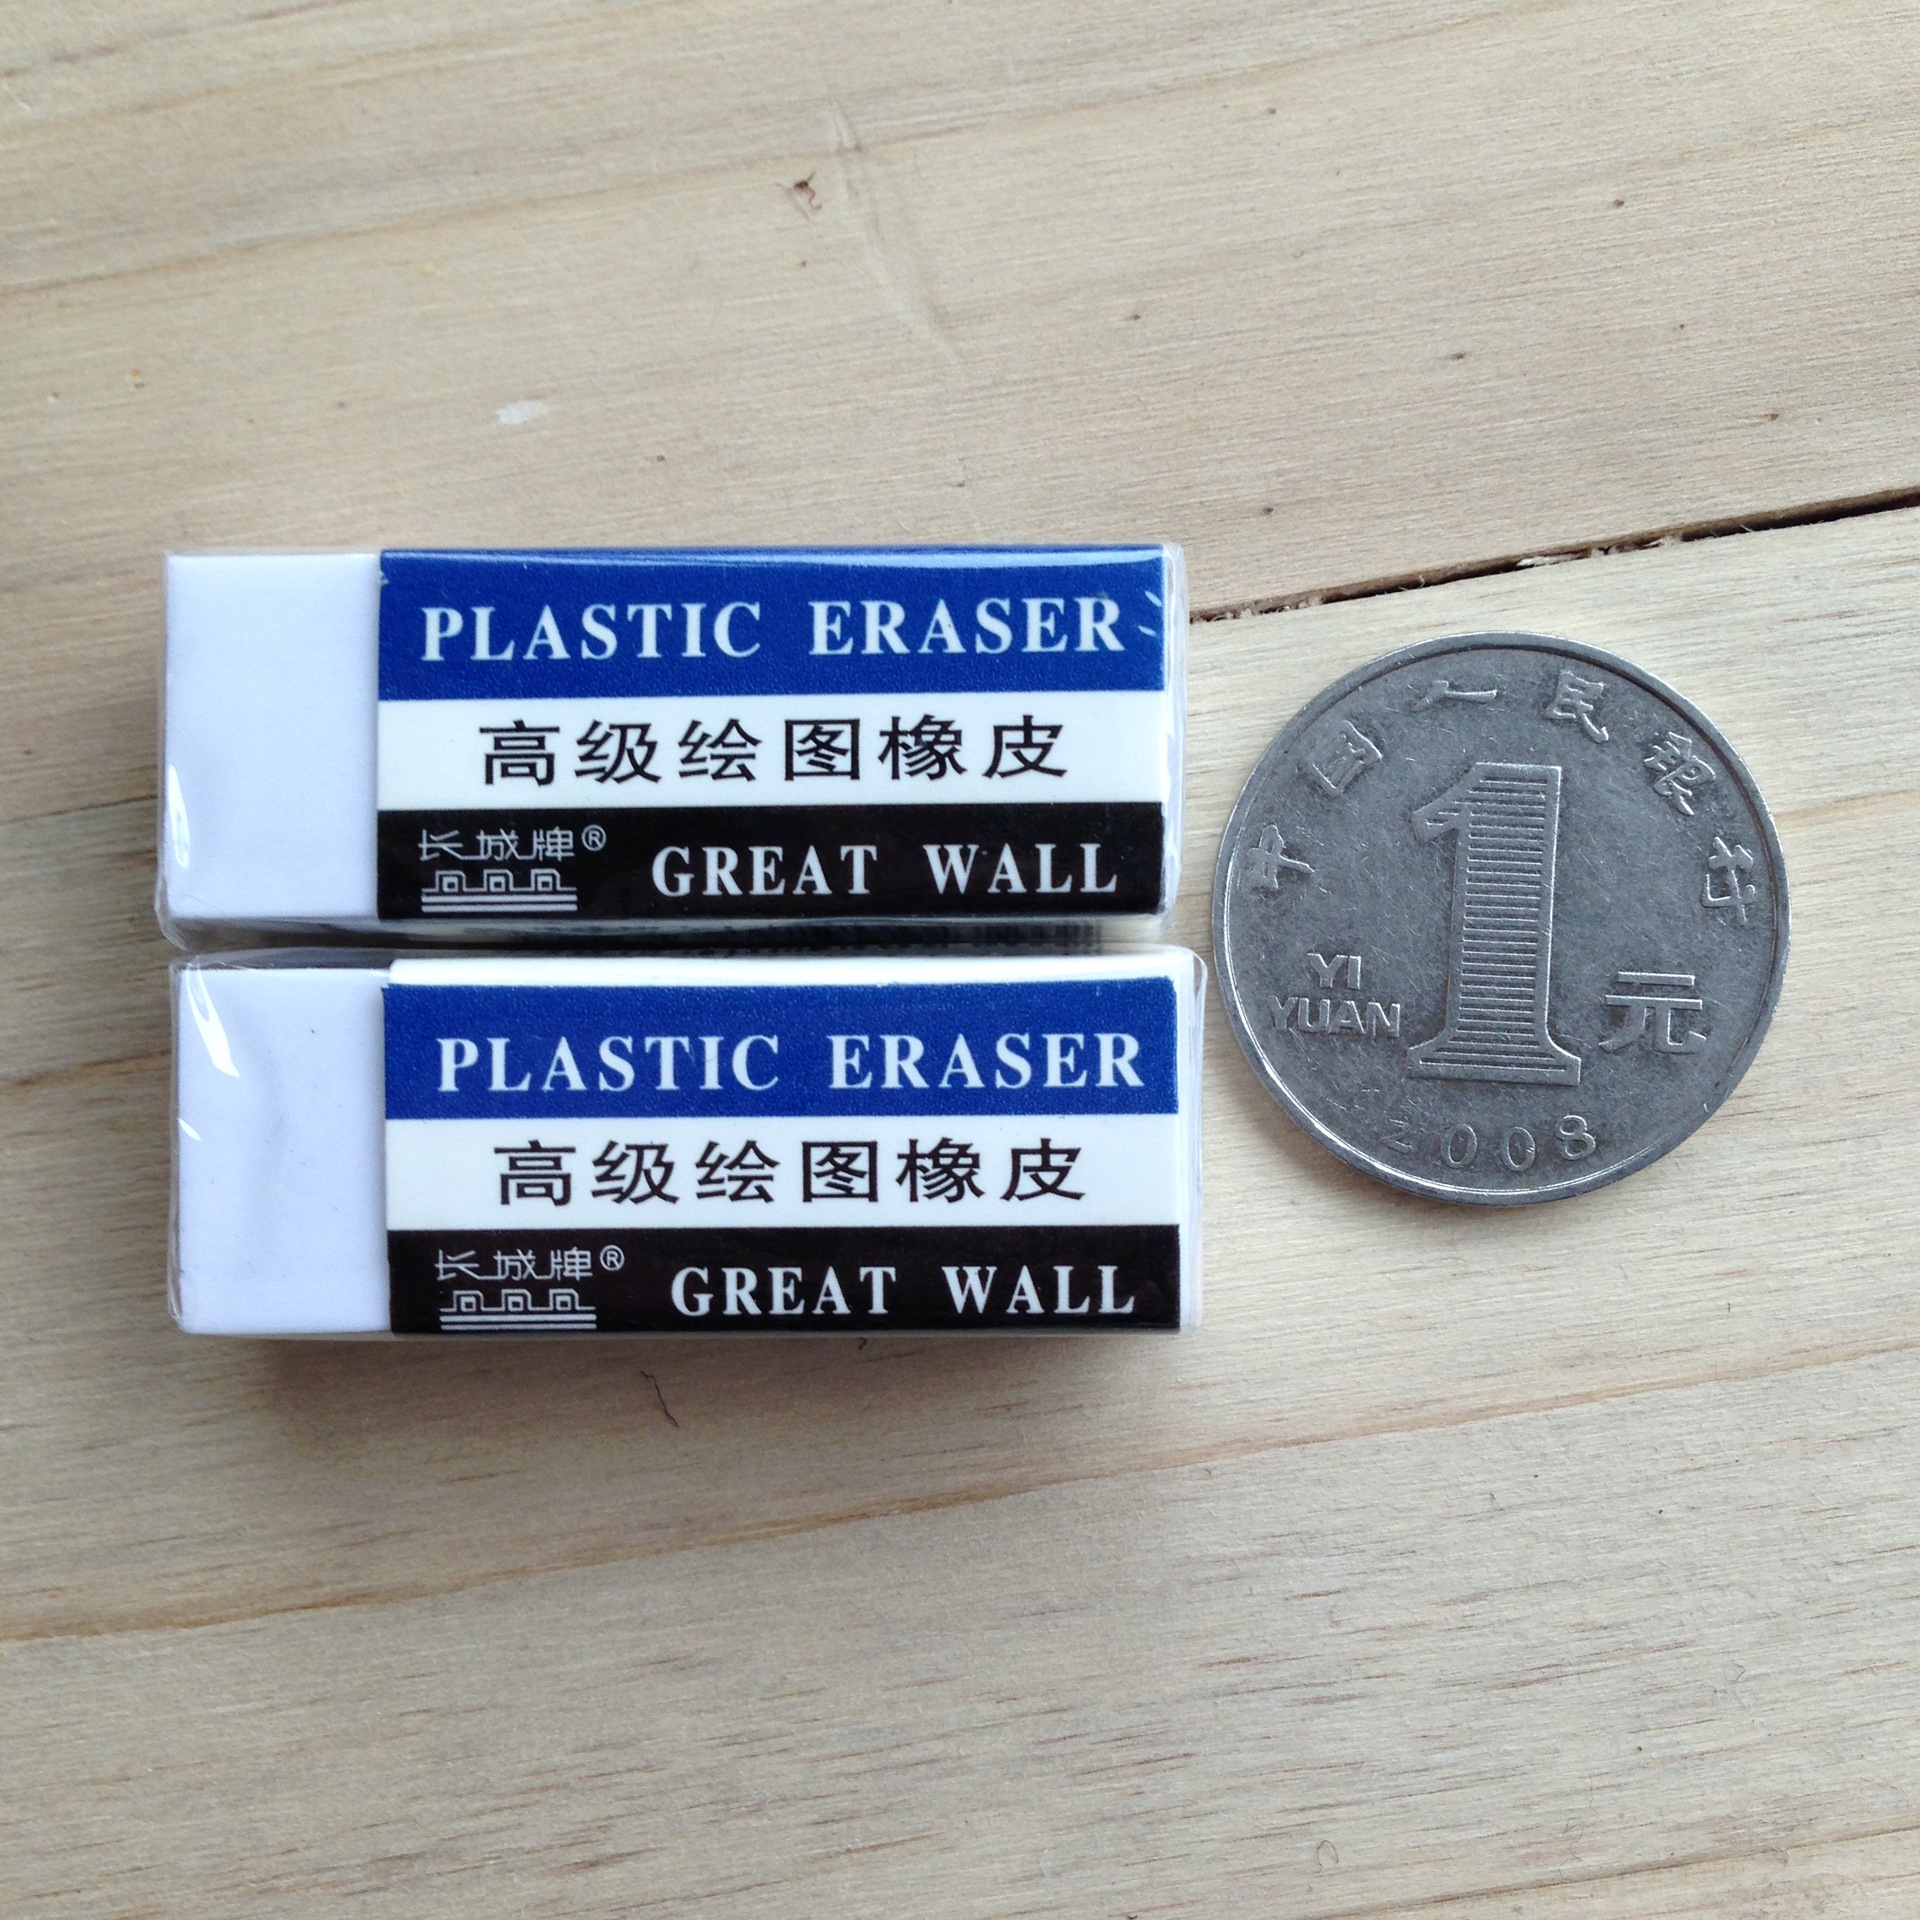 PLASTIC ERASER
高级绘图橡皮
长城牌® GREAT WALL
PLASTIC ERASER
高级绘图橡皮
长城牌® GREAT WALL
中国人民银行
1
YI
YUAN
元
2008